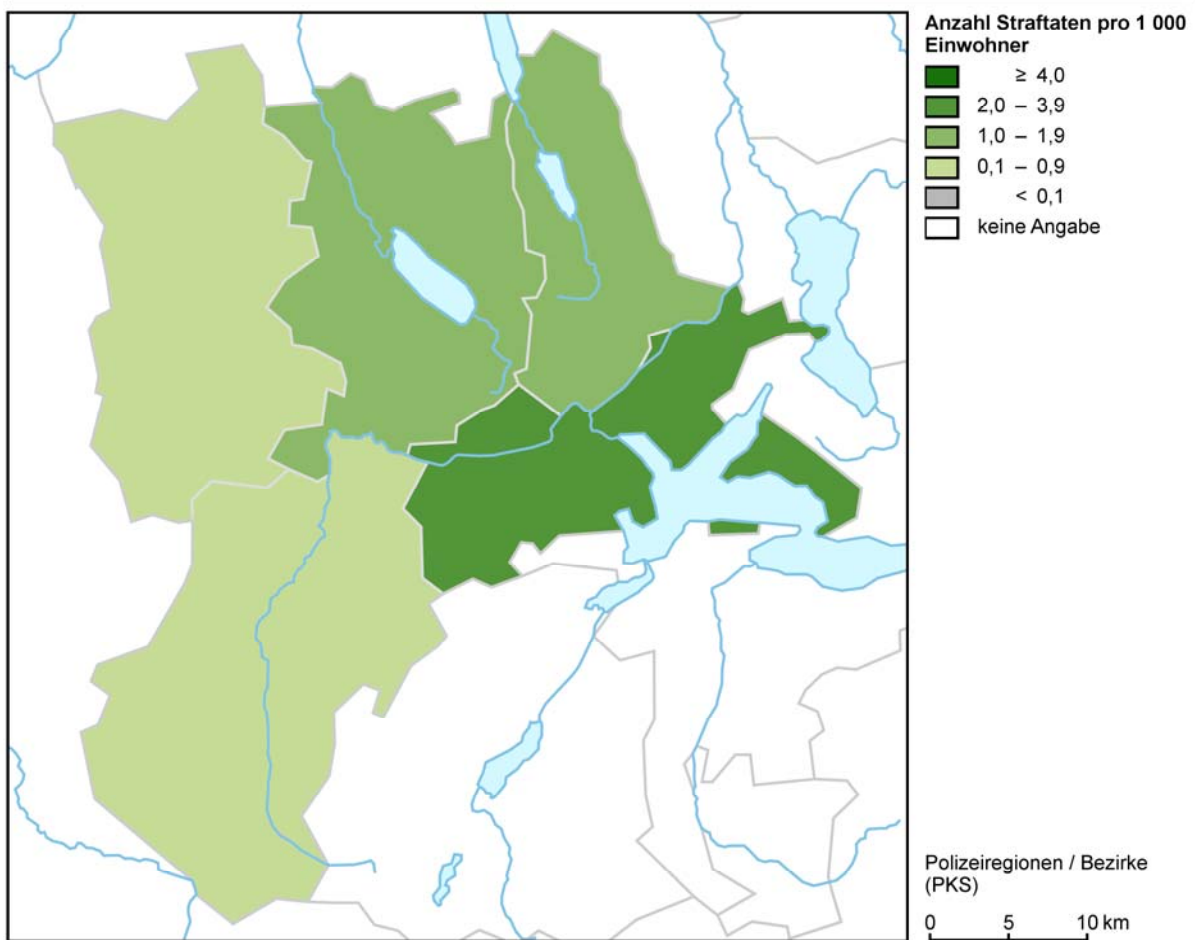 Anzahl Straftaten pro 1 000
Einwohner
≥ 4,0
2,0 – 3,9
1,0 – 1,9
0,1 – 0,9
< 0,1
keine Angabe
Polizeiregionen / Bezirke
(PKS)
0 5 10 km